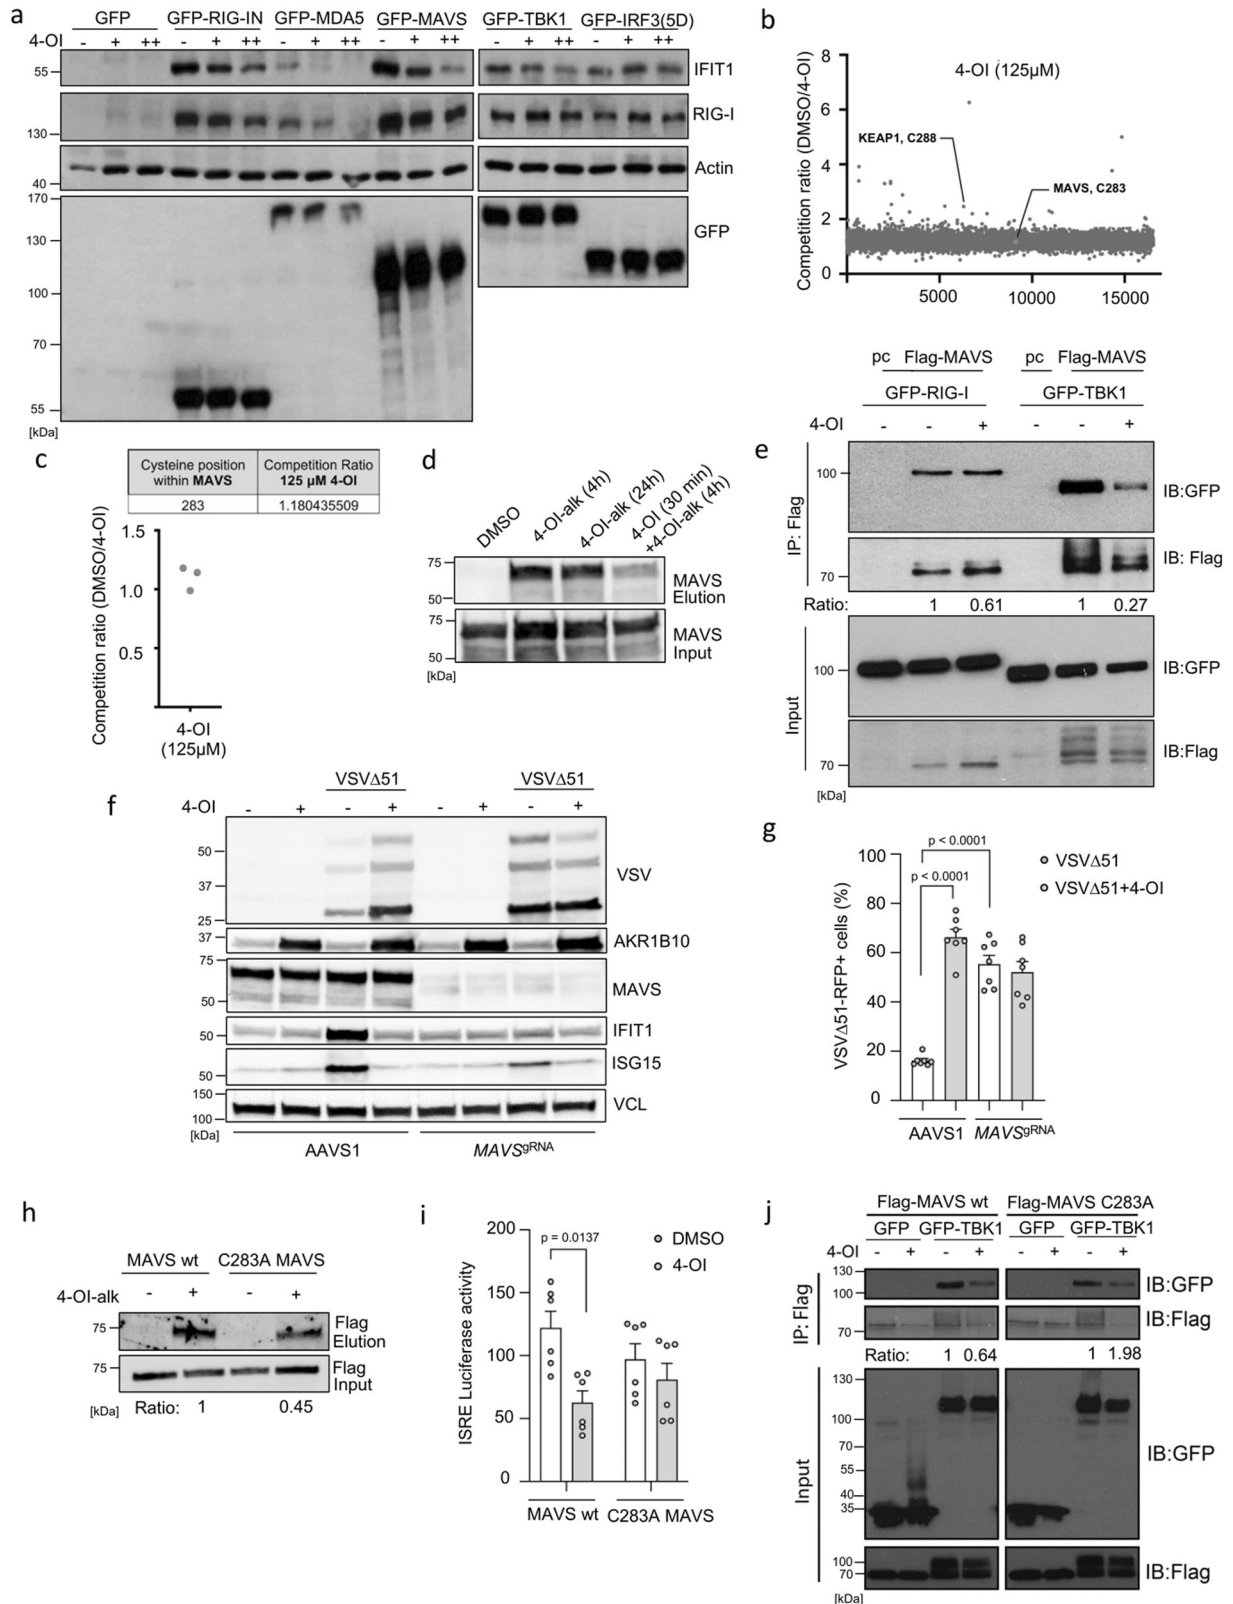 a
GFP GFP-RIG-IN GFP-MDA5 GFP-MAVS GFP-TBK1 GFP-IRF3(5D)
4-OI - + ++ - + ++ - + ++ - + ++ - + ++ - + ++
55 IFIT1
RIG-I
130
Actin
40
170
GFP
130
100
70
55
[kDa]
b
4-OI (125µM)
Competition ratio (DMSO/4-OI)
8
6
4
2
0
KEAP1, C288
MAVS, C283
5000 10000 15000
c
Cysteine position within MAVS
Competition Ratio 125 µM 4-OI
283 1.180435509
Competition ratio (DMSO/4-OI)
1.5
1.0
0.5
4-OI
(125µM)
d
DMSO
4-OI-alk (4h)
4-OI-alk (24h)
4-OI (30 min)
+4-OI-alk (4h)
75
50
MAVS
Elution
75
50
MAVS
Input
[kDa]
e
pc Flag-MAVS pc Flag-MAVS
GFP-RIG-I GFP-TBK1
4-OI - - + - - +
IP: Flag
100 IB:GFP
70 IB: Flag
Ratio: 1 0.61 1 0.27
Input
100 IB:GFP
70 IB:Flag
[kDa]
f
VSVΔ51 VSVΔ51
4-OI - + - + - + - +
50
37
25
VSV
37 AKR1B10
75
50
MAVS
50 IFIT1
50 ISG15
150
100
VCL
[kDa]
AAVS1 MAVSgRNA
g
VSVΔ51-RFP+ cells (%)
100
80
60
40
20
0
p < 0.0001
p < 0.0001
VSVΔ51
VSVΔ51+4-OI
AAVS1 MAVSgRNA
h
MAVS wt C283A MAVS
4-OI-alk - + - +
75 Flag
Elution
75 Flag
Input
[kDa] Ratio: 1 0.45
i
ISRE Luciferase activity
200
150
100
50
0
p = 0.0137
DMSO
4-OI
MAVS wt C283A MAVS
j
Flag-MAVS wt Flag-MAVS C283A
GFP GFP-TBK1 GFP GFP-TBK1
4-OI - + - + - + - +
IP: Flag
130
100
IB:GFP
70 IB:Flag
Ratio: 1 0.64 1 1.98
Input
130
100
70
55
40
35
IB:GFP
100
70
IB:Flag
[kDa]